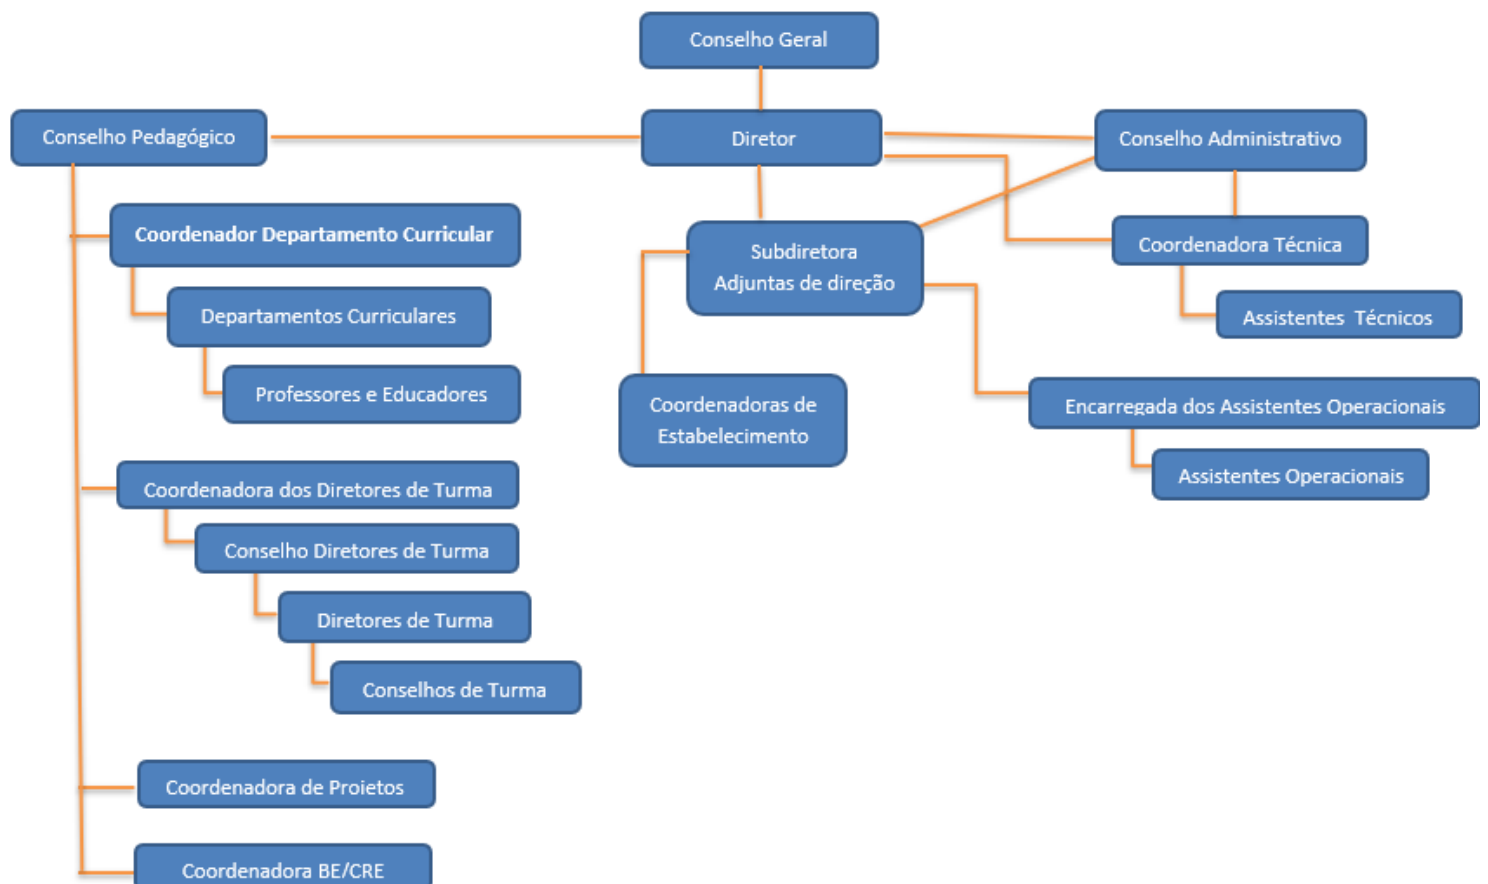 Conselho Geral
Conselho Pedagógico
Diretor
Conselho Administrativo
Coordenador Departamento Curricular
Departamentos Curriculares
Professores e Educadores
Subdiretora
Adjuntas de direção
Coordenadora Técnica
Assistentes Técnicos
Coordenadoras de
Estabelecimento
Encarregada dos Assistentes Operacionais
Assistentes Operacionais
Coordenadora dos Diretores de Turma
Conselho Diretores de Turma
Diretores de Turma
Conselhos de Turma
Coordenadora de Projetos
Coordenadora BE/CRE